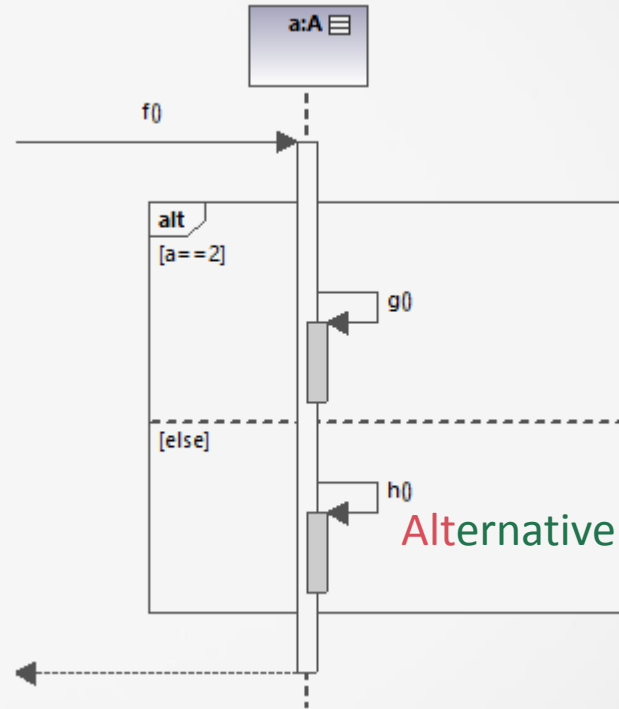 a:A
f()
alt
[a==2]
g()
[else]
h()
Alternative